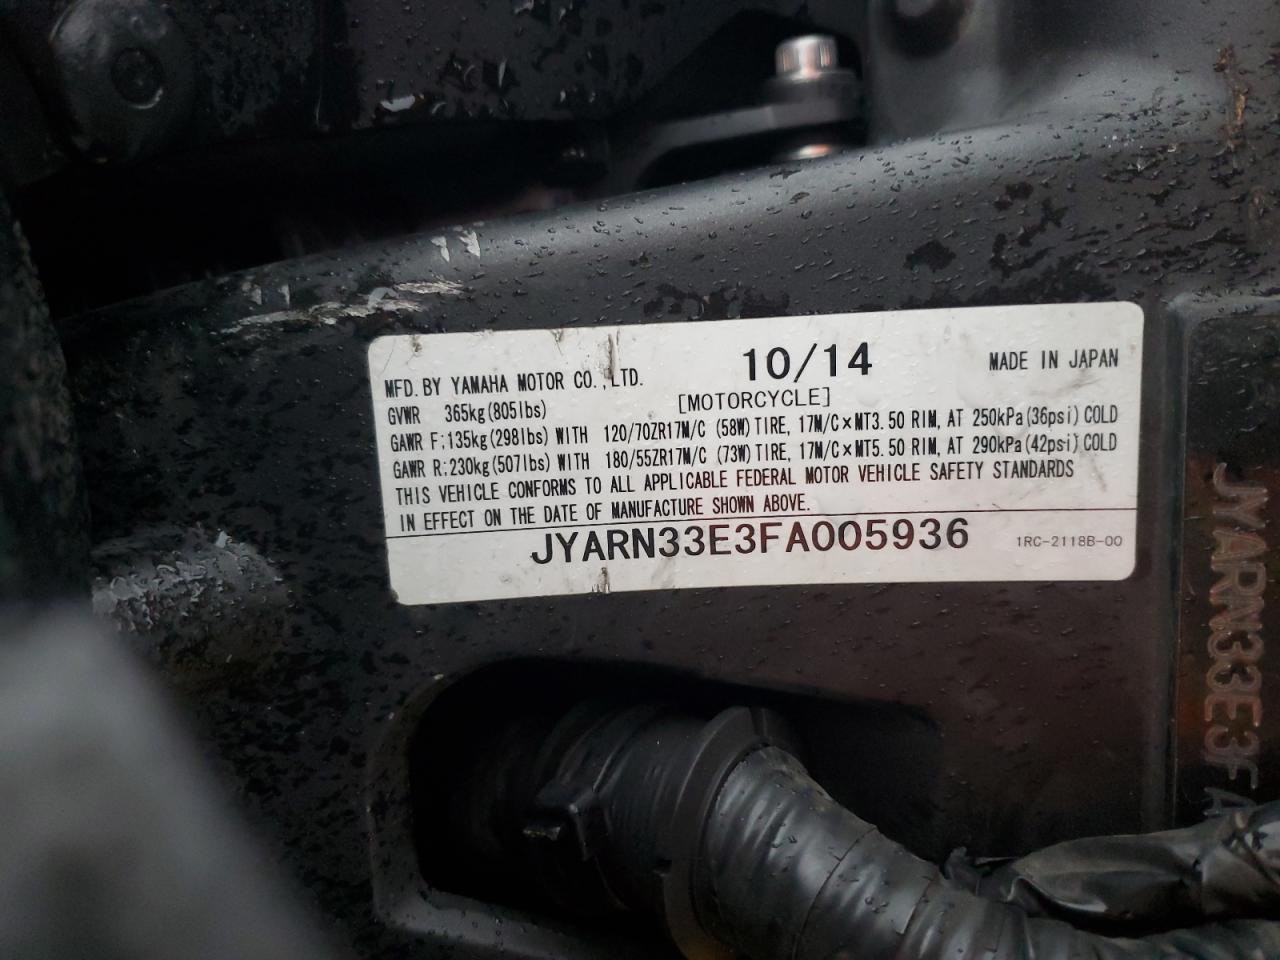 MFD. BY YAMAHA MOTOR CO., LTD. 10/14 MADE IN JAPAN
GVWR 365kg(805lbs) [MOTORCYCLE]
GAWR F:135kg(298lbs) WITH 120/70ZR17M/C (58W) TIRE, 17M/C×MT3.50 RIM, AT 250kPa(36psi) COLD
GAWR R:230kg(507lbs) WITH 180/55ZR17M/C (73W) TIRE, 17M/C×MT5.50 RIM, AT 290kPa(42psi) COLD
THIS VEHICLE CONFORMS TO ALL APPLICABLE FEDERAL MOTOR VEHICLE SAFETY STANDARDS
IN EFFECT ON THE DATE OF MANUFACTURE SHOWN ABOVE.
JYARN33E3FA005936 1RC-2118B-00
JYARN33E3FA